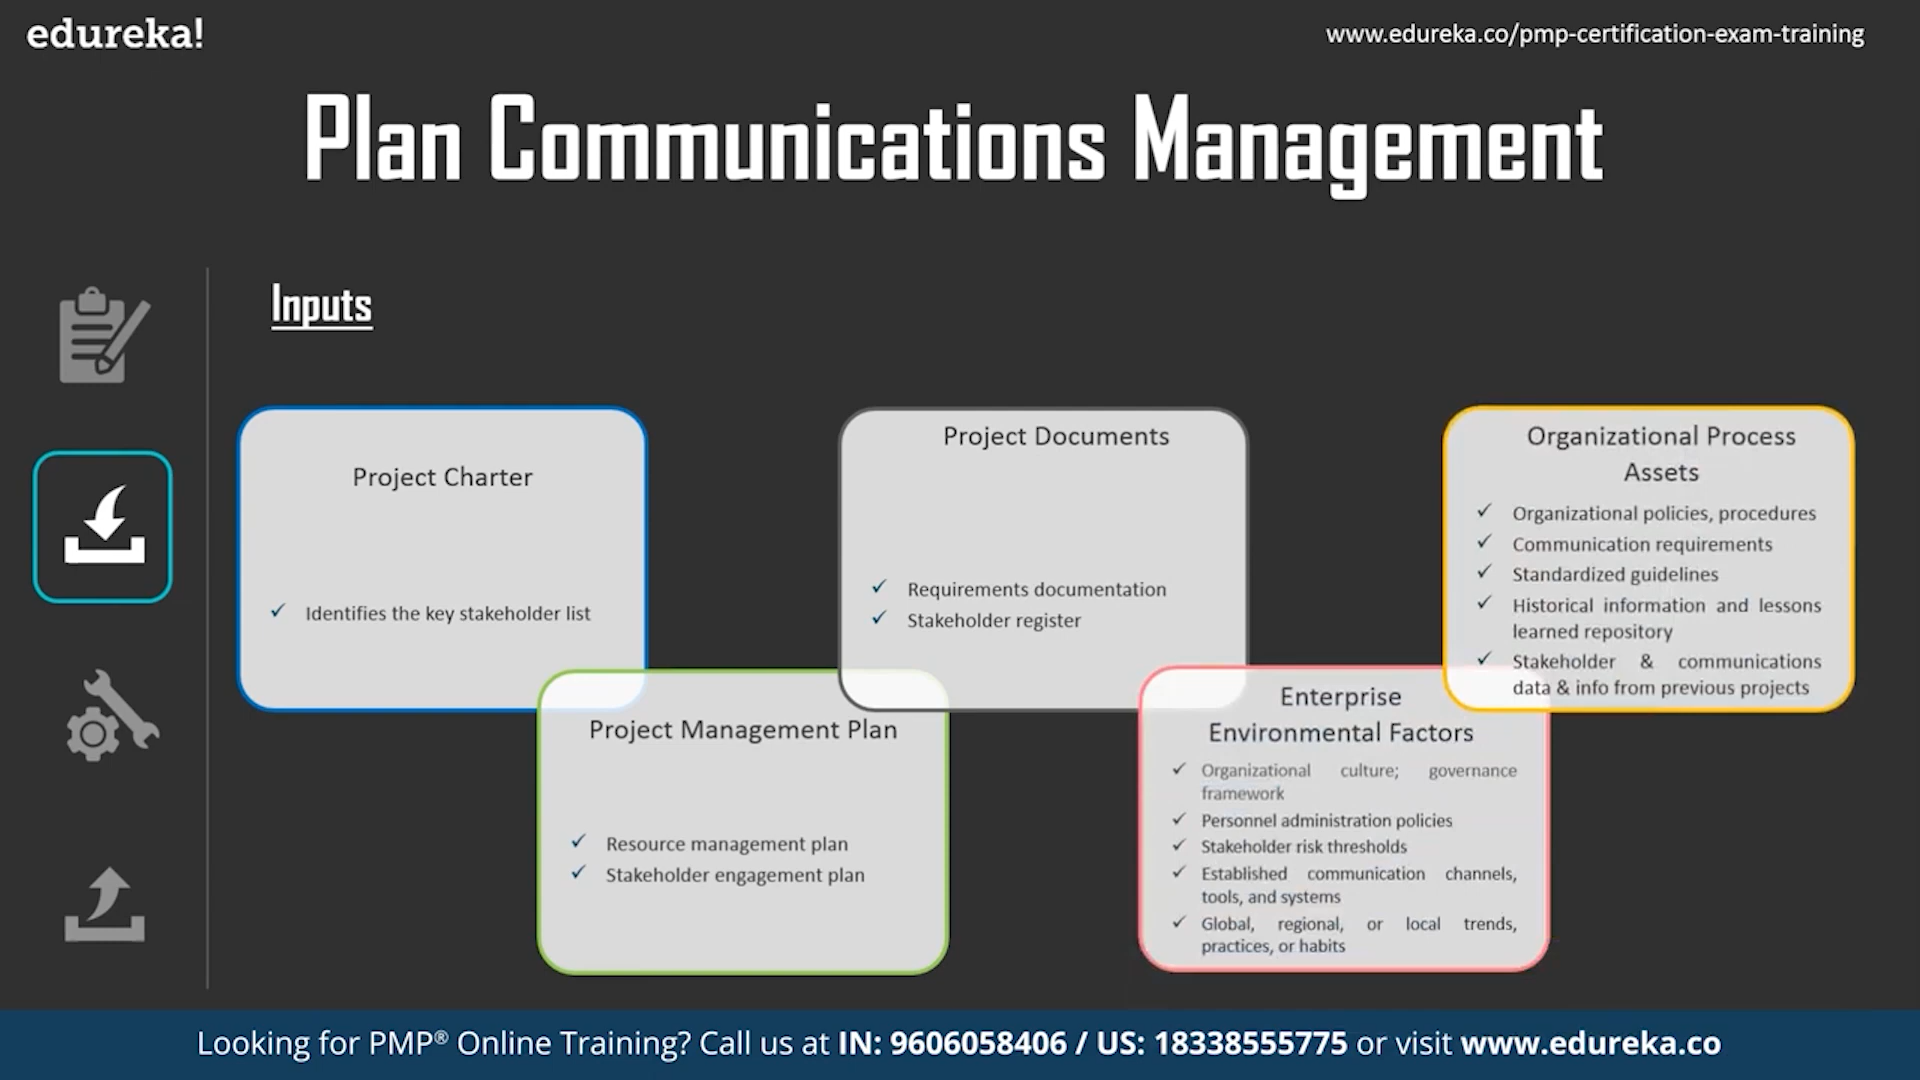 edureka!
www.edureka.co/pmp-certification-exam-training
Plan Communications Management
Inputs
Project Charter
✓ Identifies the key stakeholder list
Project Management Plan
✓ Resource management plan
✓ Stakeholder engagement plan
Project Documents
✓ Requirements documentation
✓ Stakeholder register
Enterprise
Environmental Factors
✓ Organizational culture; governance
framework
✓ Personnel administration policies
✓ Stakeholder risk thresholds
✓ Established communication channels,
tools, and systems
✓ Global, regional, or local trends,
practices, or habits
Organizational Process
Assets
✓ Organizational policies, procedures
✓ Communication requirements
✓ Standardized guidelines
✓ Historical information and lessons
learned repository
✓ Stakeholder & communications
data & info from previous projects
Looking for PMP® Online Training? Call us at IN: 9606058406 / US: 18338555775 or visit www.edureka.co